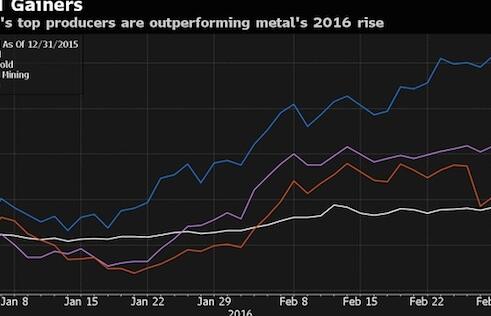 Gainers
's top producers are outperforming metal's 2016 rise
As Of 12/31/2015
old
Mining
Jan 8 Jan 15 Jan 22 Jan 29 Feb 8 Feb 15 Feb 22 Feb
2016